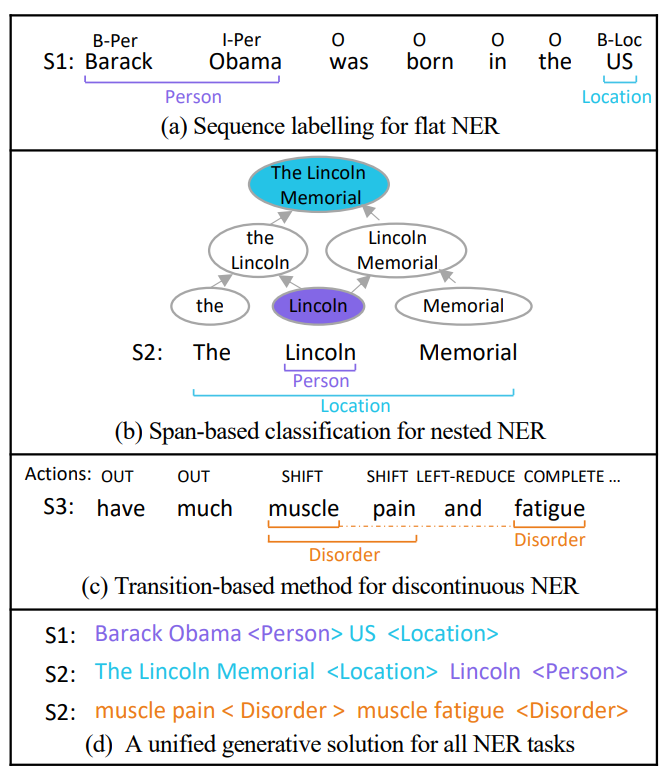 B-Per I-Per O O O O B-Loc
S1: Barack Obama was born in the US
Person Location
(a) Sequence labelling for flat NER
The Lincoln
Memorial
the
Lincoln
Lincoln
Memorial
the Lincoln Memorial
S2: The Lincoln Memorial
Person
Location
(b) Span-based classification for nested NER
Actions: OUT OUT SHIFT SHIFT LEFT-REDUCE COMPLETE ...
S3: have much muscle pain and fatigue
Disorder Disorder
(c) Transition-based method for discontinuous NER
S1: Barack Obama <Person> US <Location>
S2: The Lincoln Memorial <Location> Lincoln <Person>
S2: muscle pain < Disorder > muscle fatigue <Disorder>
(d) A unified generative solution for all NER tasks